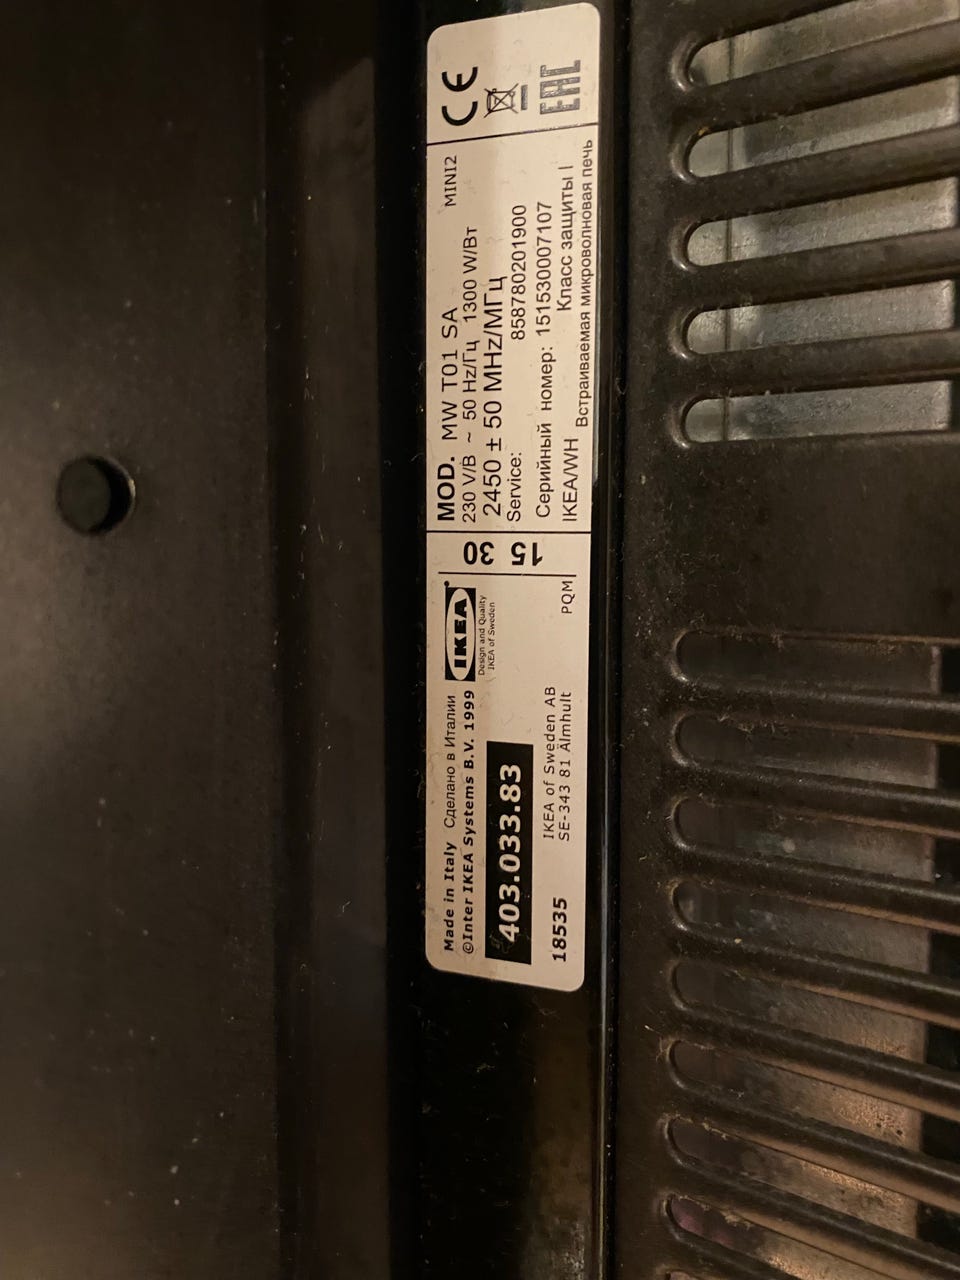 Made in Italy Сделано в Италии
©Inter IKEA Systems B.V. 1999
403.033.83
18535
IKEA of Sweden AB
SE-343 81 Älmhult
IKEA
Design and Quality
IKEA of Sweden
PQM
30
15
MOD. MW T01 SA MINI2
230 V/В ~ 50 Hz/Гц 1300 W/Вт
2450 ± 50 MHz/МГц
Service: 858780201900
Серийный номер: 151530007107
IKEA/WH Класс защиты I
Встраиваемая микроволновая печь
CE
EAC